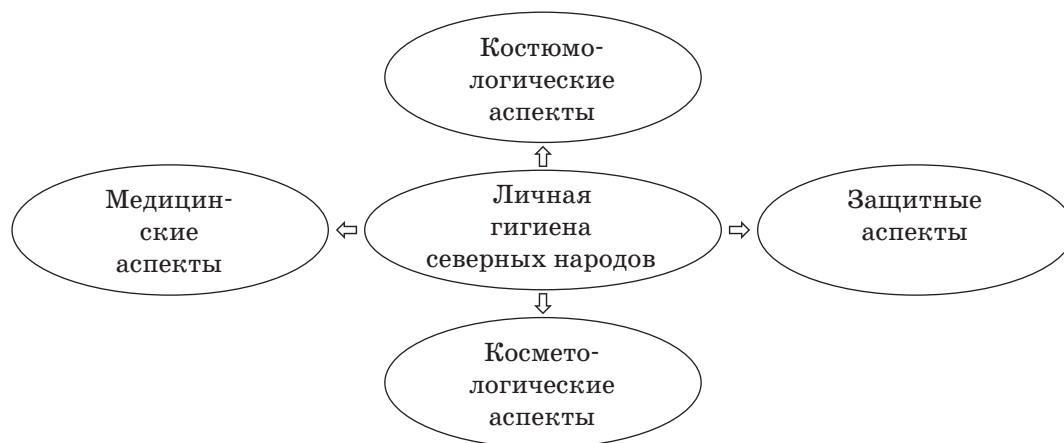 Костюмо-
логические
аспекты
Медицин-
ские
аспекты
Личная
гигиена
северных народов
Защитные
аспекты
Космето-
логические
аспекты